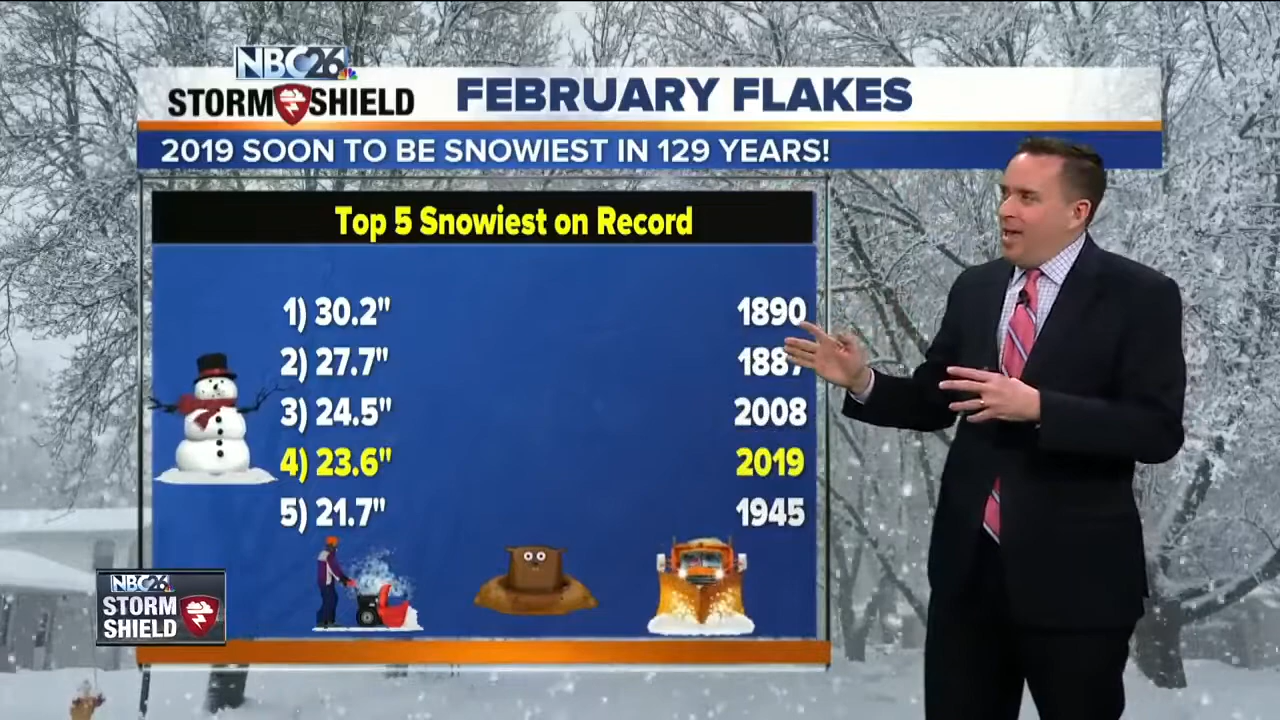 NBC26
STORM SHIELD
FEBRUARY FLAKES
2019 SOON TO BE SNOWIEST IN 129 YEARS!
Top 5 Snowiest on Record
1) 30.2" 1890
2) 27.7" 1887
3) 24.5" 2008
4) 23.6" 2019
5) 21.7" 1945
NBC26
STORM
SHIELD